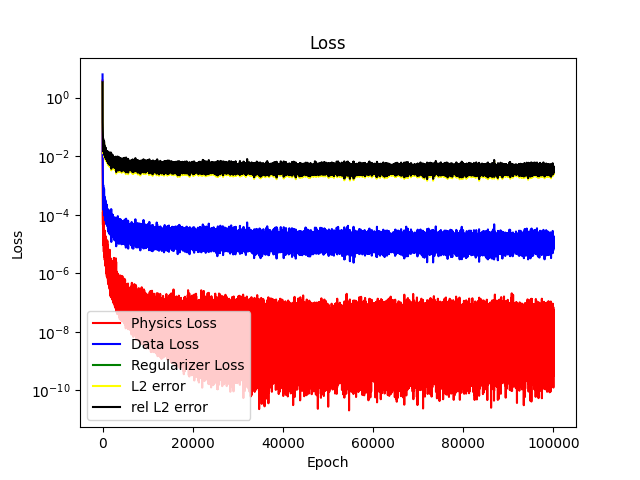 Loss
10⁰
10⁻²
10⁻⁴
10⁻⁶
10⁻⁸
10⁻¹⁰
Loss
Physics Loss
Data Loss
Regularizer Loss
L2 error
rel L2 error
0
20000
40000
60000
80000
100000
Epoch